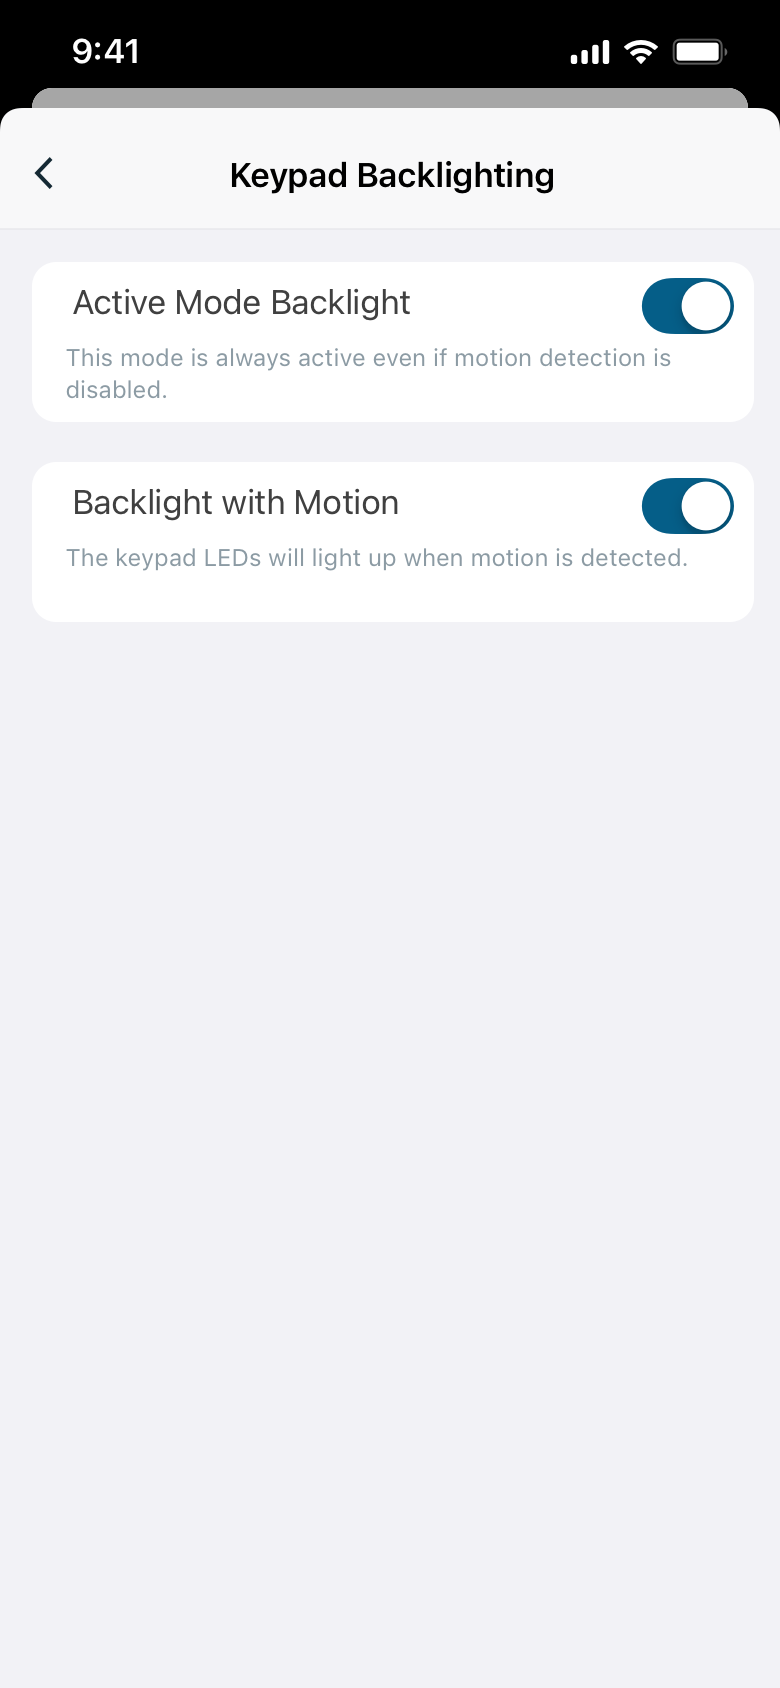 9:41
Keypad Backlighting
Active Mode Backlight
This mode is always active even if motion detection is
disabled.
Backlight with Motion
The keypad LEDs will light up when motion is detected.